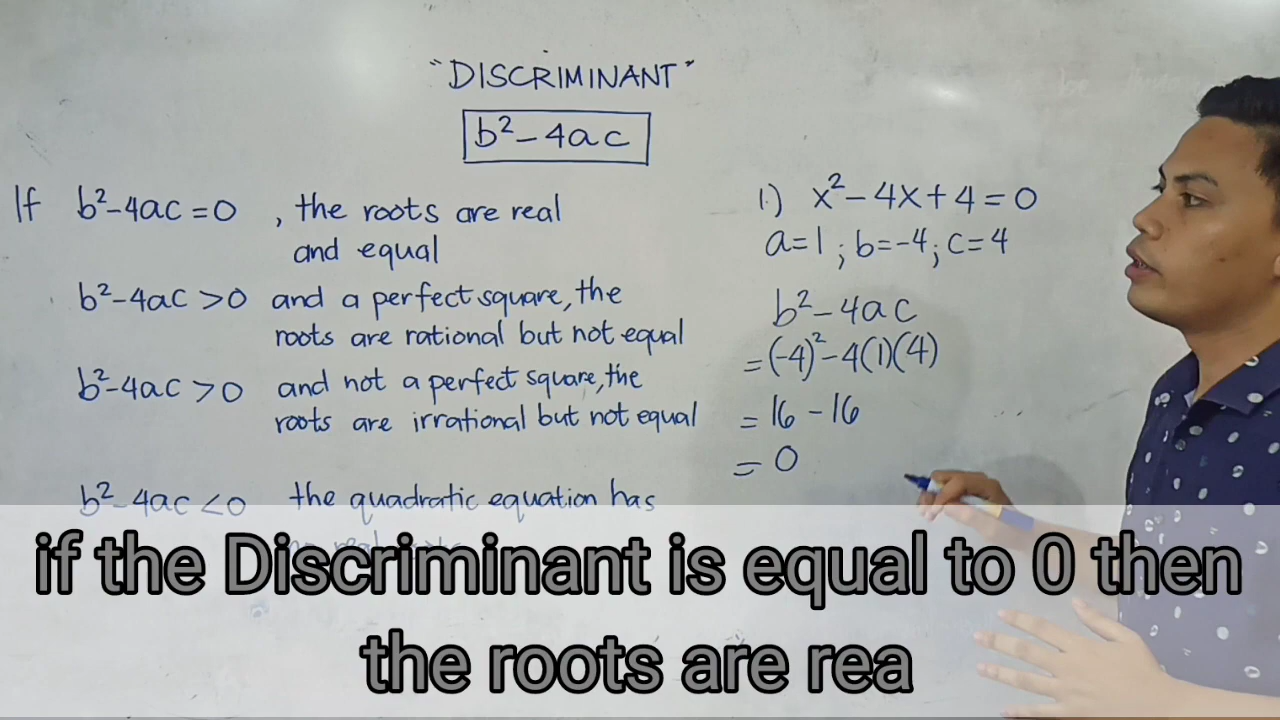 "DISCRIMINANT"
b²-4ac
If b²-4ac=0, the roots are real
and equal
b²-4ac>0 and a perfect square, the
roots are rational but not equal
b²-4ac>0 and not a perfect square, the
roots are irrational but not equal
b²-4ac<0 the quadratic equation has
1.) x²-4x+4=0
a=1; b=-4; c=4
b²-4ac
=(-4)²-4(1)(4)
=16-16
=0
if the Discriminant is equal to 0 then
the roots are rea